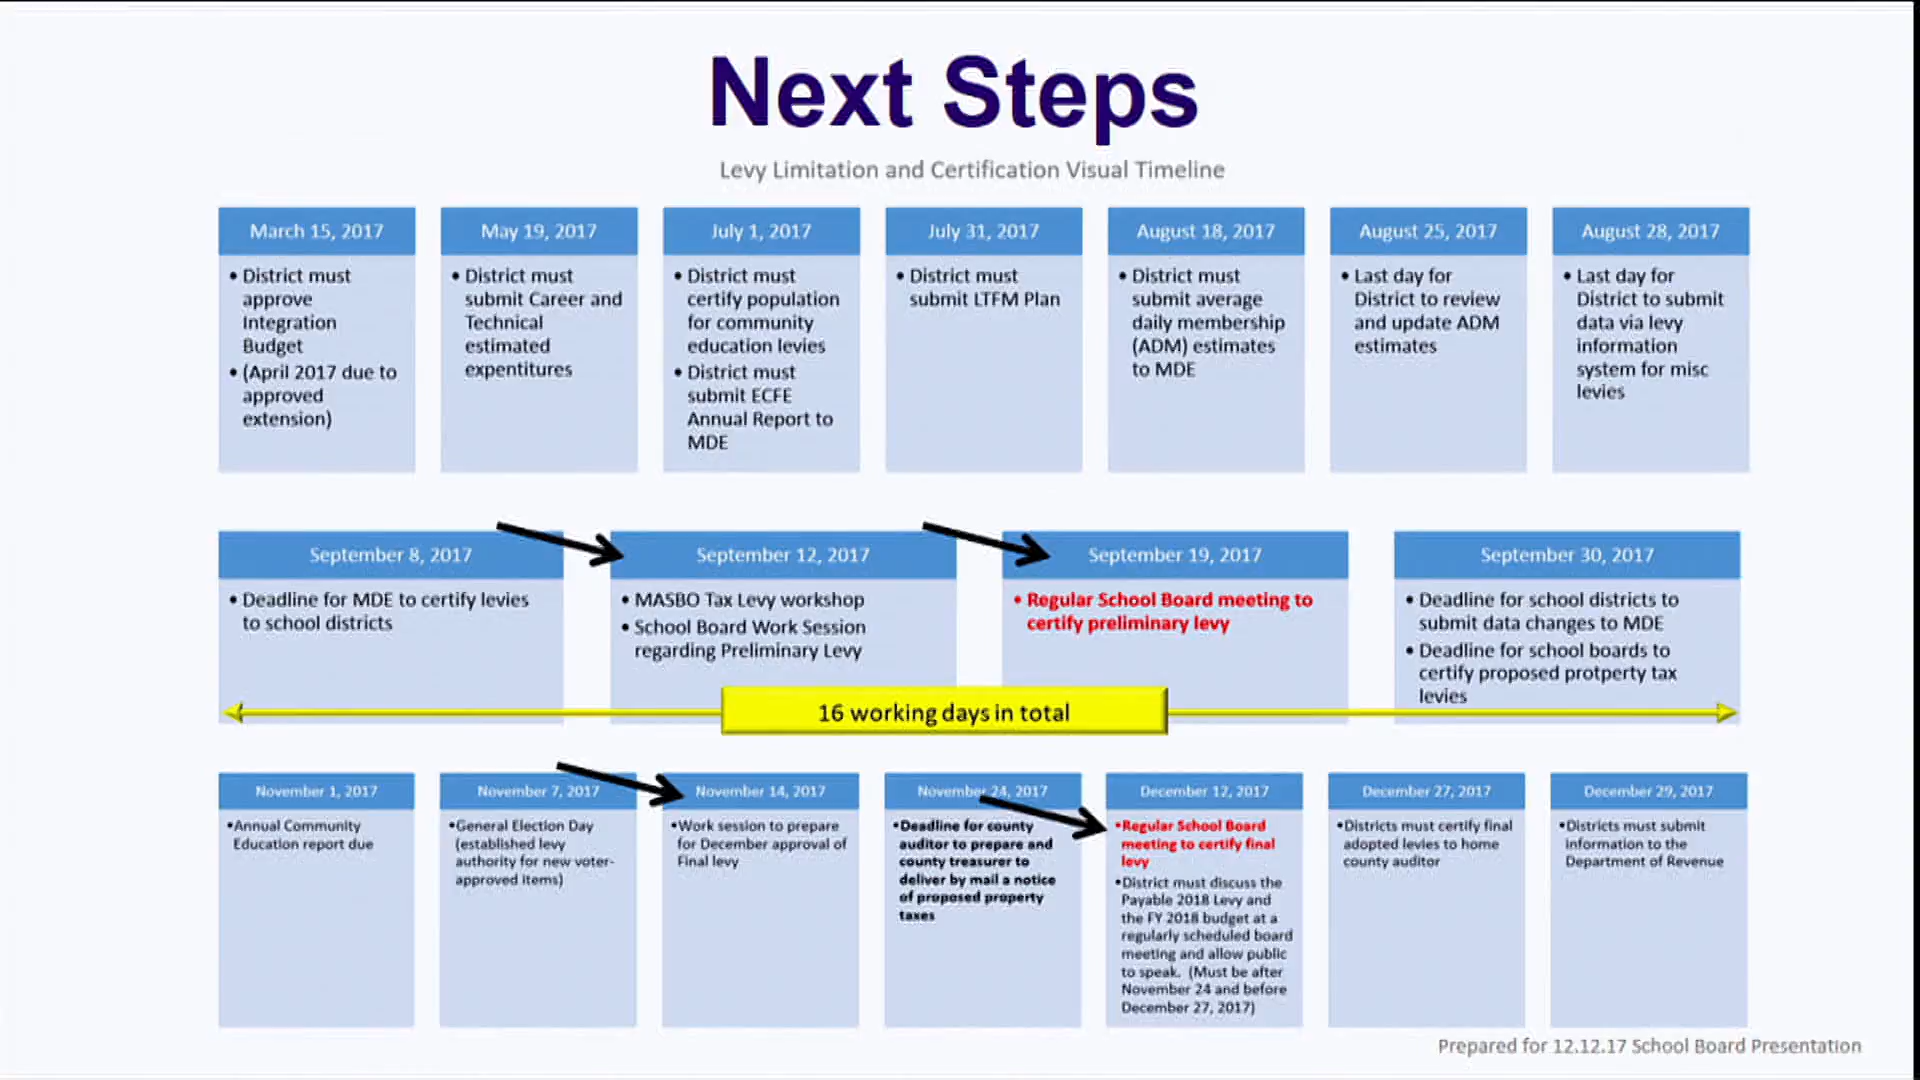 Next Steps
Levy Limitation and Certification Visual Timeline
March 15, 2017
• District must
approve
Integration
Budget
• (April 2017 due to
approved
extension)
May 19, 2017
• District must
submit Career and
Technical
estimated
expentitures
July 1, 2017
• District must
certify population
for community
education levies
• District must
submit ECFE
Annual Report to
MDE
July 31, 2017
• District must
submit LTFM Plan
August 18, 2017
• District must
submit average
daily membership
(ADM) estimates
to MDE
August 25, 2017
• Last day for
District to review
and update ADM
estimates
August 28, 2017
• Last day for
District to submit
data via levy
information
system for misc
levies
September 8, 2017
• Deadline for MDE to certify levies
to school districts
September 12, 2017
• MASBO Tax Levy workshop
• School Board Work Session
regarding Preliminary Levy
September 19, 2017
• Regular School Board meeting to
certify preliminary levy
September 30, 2017
• Deadline for school districts to
submit data changes to MDE
• Deadline for school boards to
certify proposed protperty tax
levies
16 working days in total
November 1, 2017
•Annual Community
Education report due
November 7, 2017
•General Election Day
(established levy
authority for new voter-
approved items)
November 14, 2017
•Work session to prepare
for December approval of
Final levy
November 24, 2017
•Deadline for county
auditor to prepare and
county treasurer to
deliver by mail a notice
of proposed property
taxes
December 12, 2017
•Regular School Board
meeting to certify final
levy
•District must discuss the
Payable 2018 Levy and
the FY 2018 budget at a
regularly scheduled board
meeting and allow public
to speak. (Must be after
November 24 and before
December 27, 2017)
December 27, 2017
•Districts must certify final
adopted levies to home
county auditor
December 29, 2017
•Districts must submit
information to the
Department of Revenue
Prepared for 12.12.17 School Board Presentation